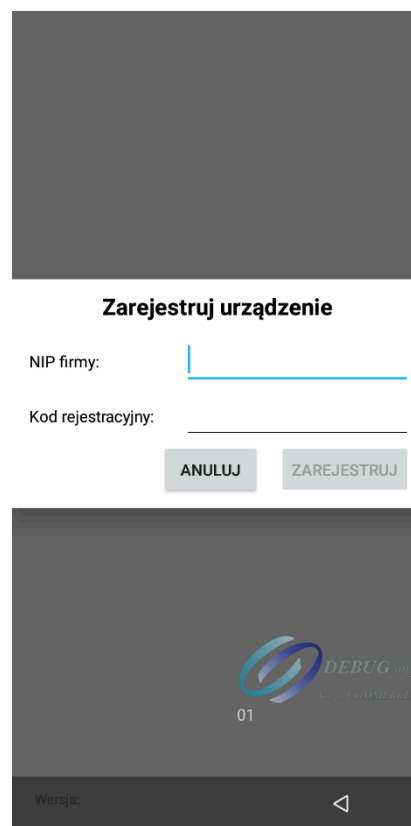 Zarejestruj urządzenie
NIP firmy:
Kod rejestracyjny:
ANULUJ ZAREJESTRUJ
DEBUG
01
Wersja: